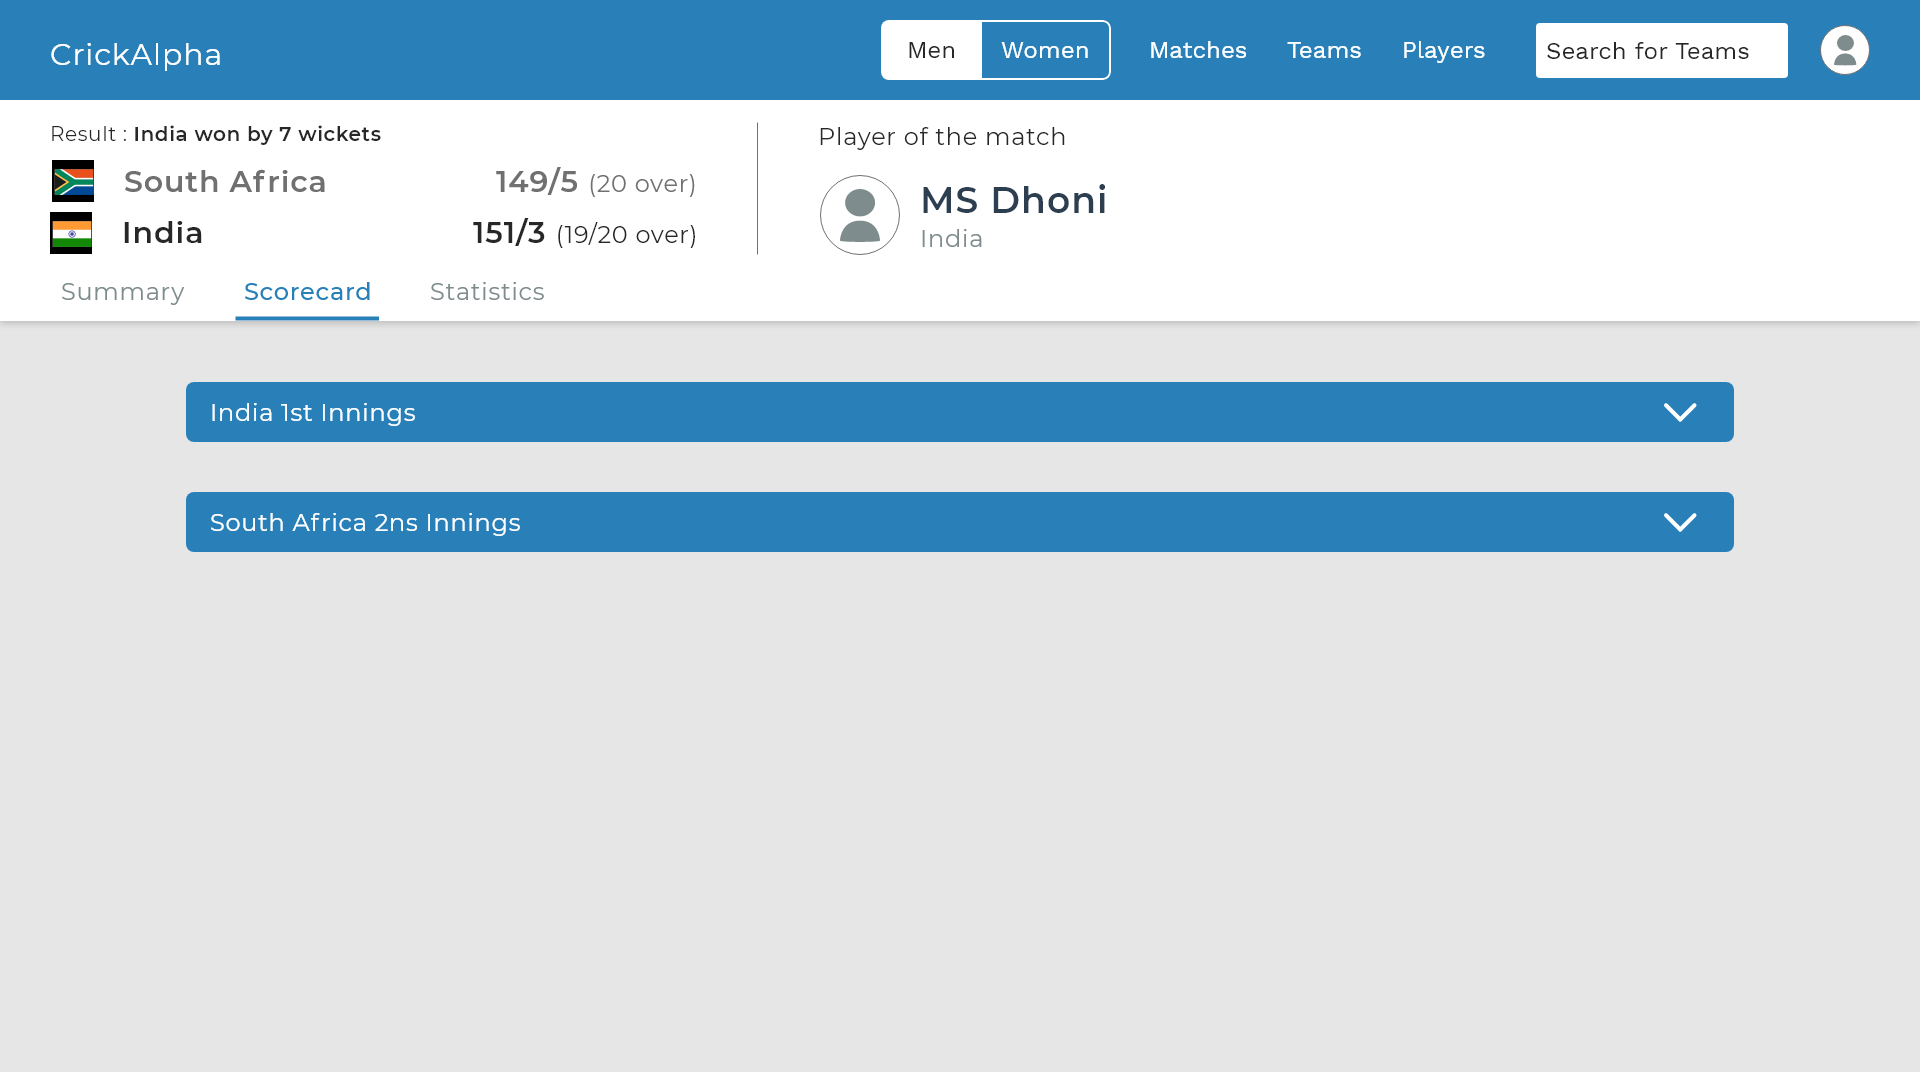 CrickAlpha
Men Women Matches Teams Players Search for Teams
Result : India won by 7 wickets
South Africa 149/5 (20 over)
India 151/3 (19/20 over)
Player of the match
MS Dhoni
India
Summary Scorecard Statistics
India 1st Innings
South Africa 2ns Innings